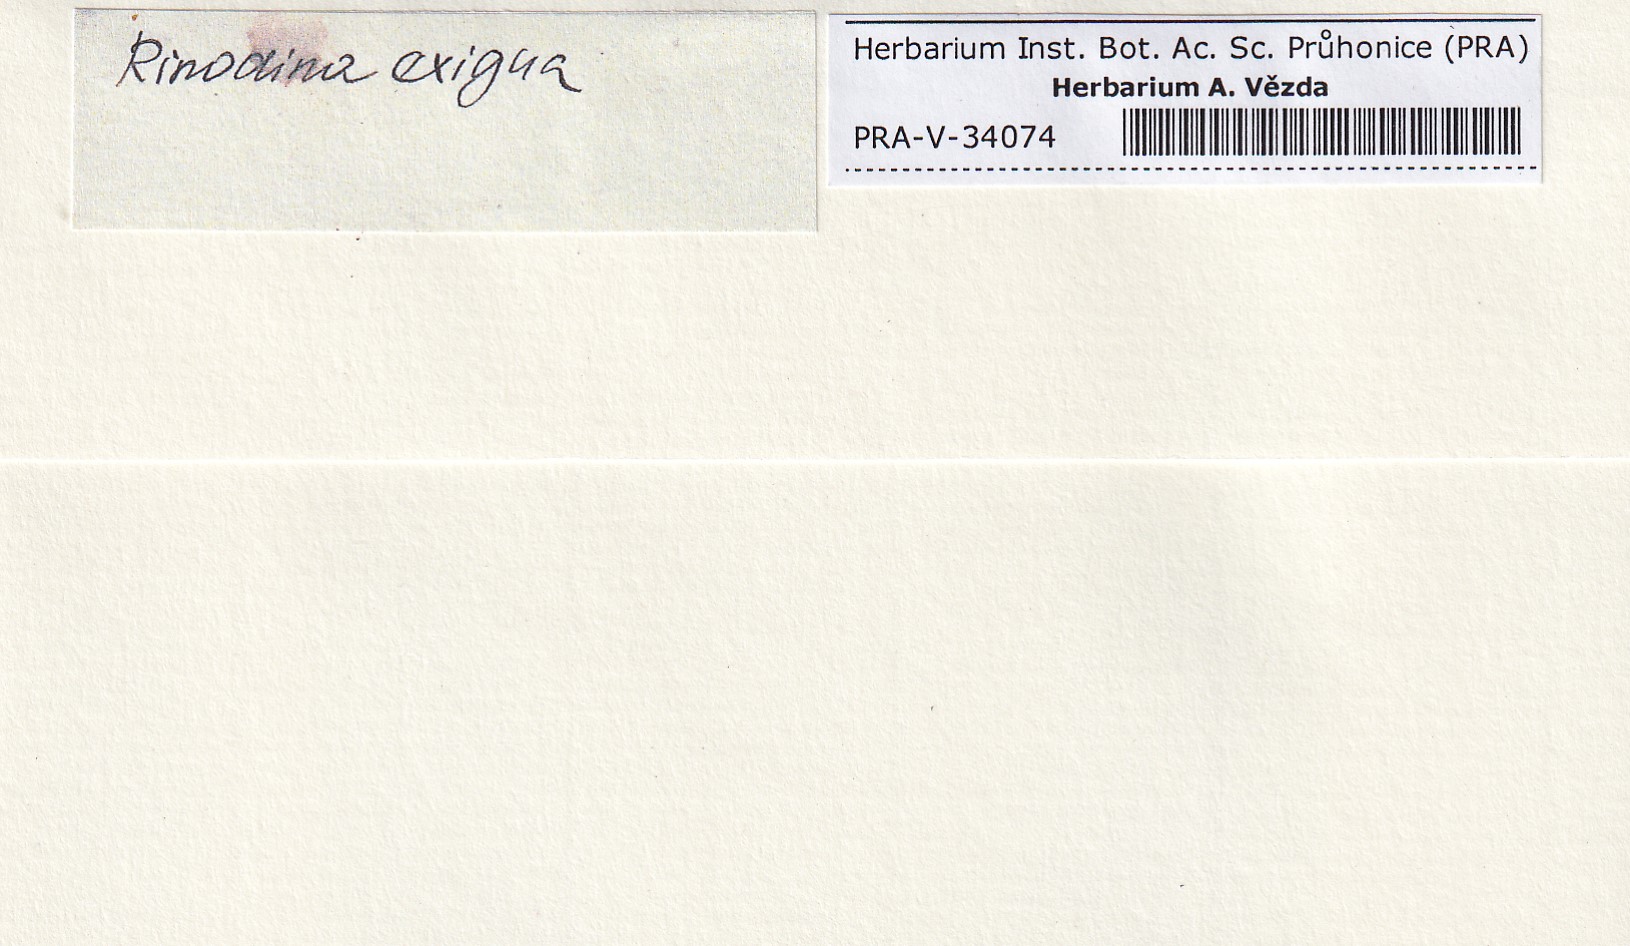 Rinodina exigua
Herbarium Inst. Bot. Ac. Sc. Průhonice (PRA)
Herbarium A. Vězda
PRA-V-34074